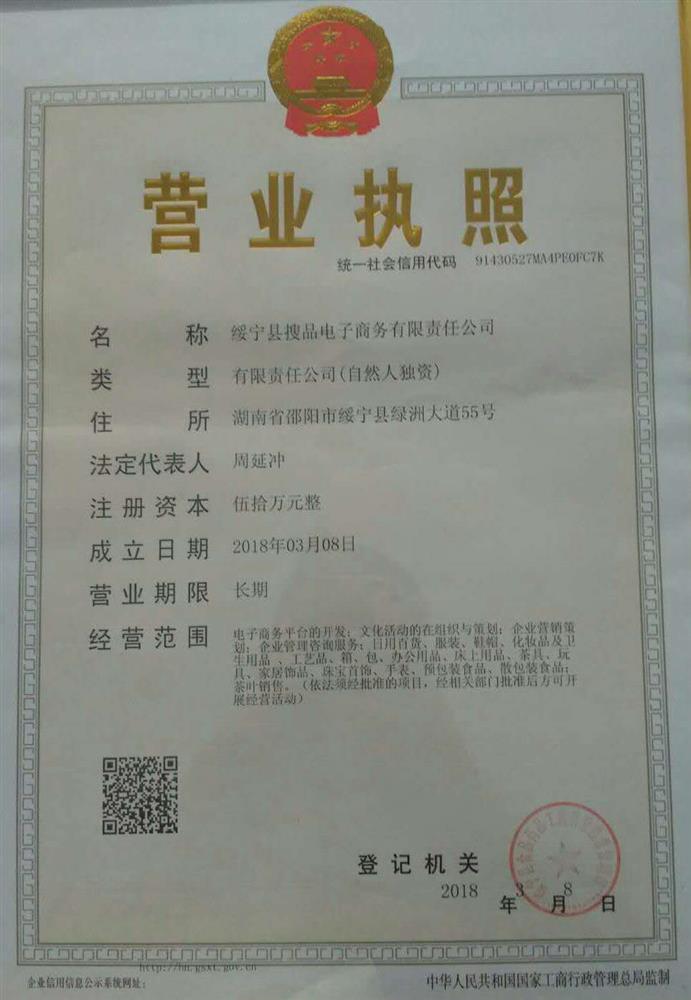 营业执照
统一社会信用代码 91430527MA4PE0FC7K
名称 绥宁县搜品电子商务有限责任公司
类型 有限责任公司(自然人独资)
住所 湖南省邵阳市绥宁县绿洲大道55号
法定代表人 周延冲
注册资本 伍拾万元整
成立日期 2018年03月08日
营业期限 长期
经营范围 电子商务平台的开发；文化活动的在组织与策划；企业营销策
划；企业管理咨询服务；日用百货、服装、鞋帽、化妆品及卫
生用品 、工艺品、箱、包、办公用品、床上用品、茶具、玩
具、家居饰品、珠宝首饰、手表、预包装食品、散包装食品；
茶叶销售。（依法须经批准的项目，经相关部门批准后方可开
展经营活动）
登记机关
2018年3月8日
http://hn.gsxt.gov.cn
企业信用信息公示系统网址：
中华人民共和国国家工商行政管理总局监制